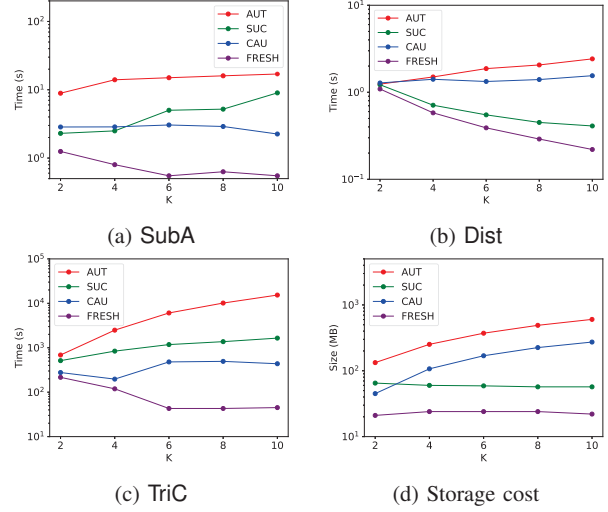 10²
10¹
10⁰
Time (s)
2 4 6 8 10
K
AUT
SUC
CAU
FRESH
(a) SubA
10¹
10⁰
10⁻¹
Time (s)
2 4 6 8 10
K
AUT
SUC
CAU
FRESH
(b) Dist
10⁵
10⁴
10³
10²
10¹
Time (s)
2 4 6 8 10
K
AUT
SUC
CAU
FRESH
(c) TriC
10³
10²
10¹
Size (MB)
2 4 6 8 10
K
AUT
SUC
CAU
FRESH
(d) Storage cost